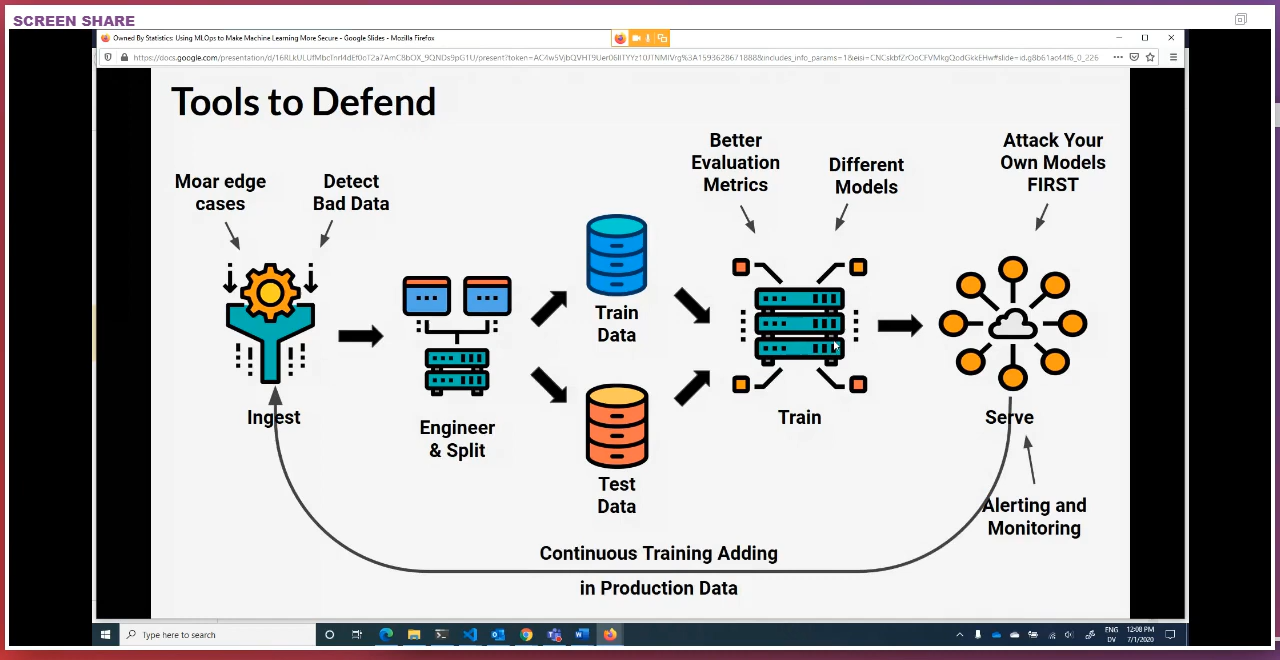 SCREEN SHARE
Owned By Statistics: Using MLOps to Make Machine Learning More Secure - Google Slides - Mozilla Firefox
Tools to Defend
Moar edge
cases
Detect
Bad Data
Better
Evaluation
Metrics
Different
Models
Attack Your
Own Models
FIRST
Train
Data
Ingest
Engineer
& Split
Test
Data
Train
Serve
Alerting and
Monitoring
Continuous Training Adding
in Production Data
Type here to search
ENG
DV
12:08 PM
7/1/2020